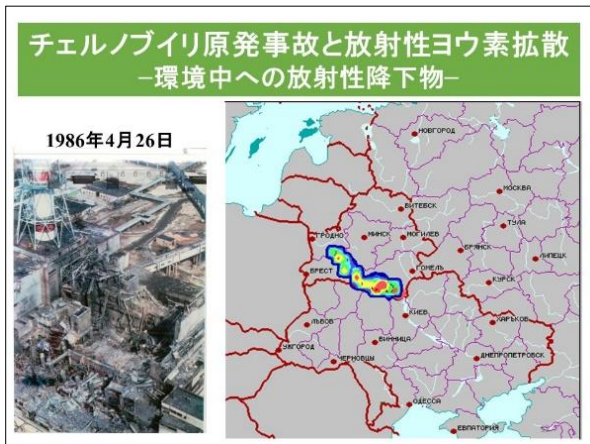 チェルノブイリ原発事故と放射性ヨウ素拡散
–環境中への放射性降下物–
1986年4月26日
НОВГОРОД
МОСКВА
ВИТЕБСК
ТУЛА
ГРОДНО
МИНСК
МОГИЛЕВ
БРЯНСК
ЛИПЕЦК
БРЕСТ
ГОМЕЛЬ
КУРСК
КИЕВ
ХАРЬКОВ
ЛЬВОВ
ВИННИЦА
УЖГОРОД
ЧЕРНОВЦЫ
ДНЕПРОПЕТРОВСК
ОДЕССА
ЕВПАТОРИЯ